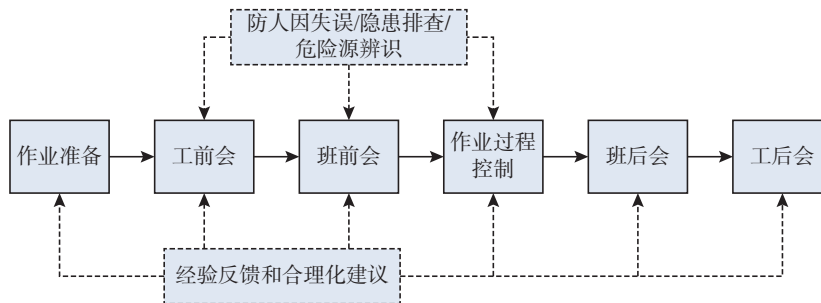 防人因失误/隐患排查/
危险源辨识
作业准备
工前会
班前会
作业过程
控制
班后会
工后会
经验反馈和合理化建议